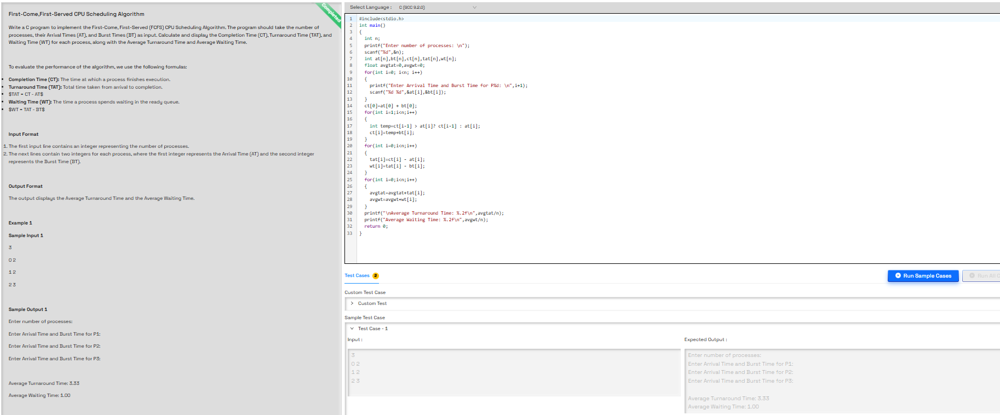 First-Come,First-Served CPU Scheduling Algorithm
Completed
Write a C program to implement the First-Come, First-Served (FCFS) CPU Scheduling Algorithm. The program should take the number of
processes, their Arrival Times (AT), and Burst Times (BT) as input. Calculate and display the Completion Time (CT), Turnaround Time (TAT), and
Waiting Time (WT) for each process, along with the Average Turnaround Time and Average Waiting Time.
To evaluate the performance of the algorithm, we use the following formulas:
• Completion Time (CT): The time at which a process finishes execution.
• Turnaround Time (TAT): Total time taken from arrival to completion.
• $TAT = CT - AT$
• Waiting Time (WT): The time a process spends waiting in the ready queue.
• $WT = TAT - BT$
Input Format
1. The first input line contains an integer representing the number of processes.
2. The next lines contain two integers for each process, where the first integer represents the Arrival Time (AT) and the second integer
represents the Burst Time (BT).
Output Format
The output displays the Average Turnaround Time and the Average Waiting Time.
Example 1
Sample Input 1
3
0 2
1 2
2 3
Sample Output 1
Enter number of processes:
Enter Arrival Time and Burst Time for P1:
Enter Arrival Time and Burst Time for P2:
Enter Arrival Time and Burst Time for P3:
Average Turnaround Time: 3.33
Average Waiting Time: 1.00
Select Language : C (GCC 9.2.0)
1 #include<stdio.h>
2 int main()
3 {
4 int n;
5 printf("Enter number of processes: \n");
6 scanf("%d",&n);
7 int at[n],bt[n],ct[n],tat[n],wt[n];
8 float avgtat=0,avgwt=0;
9 for(int i=0; i<n; i++)
10 {
11 printf("Enter Arrival Time and Burst Time for P%d: \n",i+1);
12 scanf("%d %d",&at[i],&bt[i]);
13 }
14 ct[0]=at[0] + bt[0];
15 for(int i=1;i<n;i++)
16 {
17 int temp=ct[i-1] > at[i]? ct[i-1] : at[i];
18 ct[i]=temp+bt[i];
19 }
20 for(int i=0;i<n;i++)
21 {
22 tat[i]=ct[i] - at[i];
23 wt[i]=tat[i] - bt[i];
24 }
25 for(int i=0;i<n;i++)
26 {
27 avgtat=avgtat+tat[i];
28 avgwt=avgwt+wt[i];
29 }
30 printf("\nAverage Turnaround Time: %.2f\n",avgtat/n);
31 printf("Average Waiting Time: %.2f\n",avgwt/n);
32 return 0;
33 }
Test Cases 2
Run Sample Cases
Run All C
Custom Test Case
Custom Test
Sample Test Case
Test Case - 1
Input :
3
0 2
1 2
2 3
Expected Output :
Enter number of processes:
Enter Arrival Time and Burst Time for P1:
Enter Arrival Time and Burst Time for P2:
Enter Arrival Time and Burst Time for P3:
Average Turnaround Time: 3.33
Average Waiting Time: 1.00